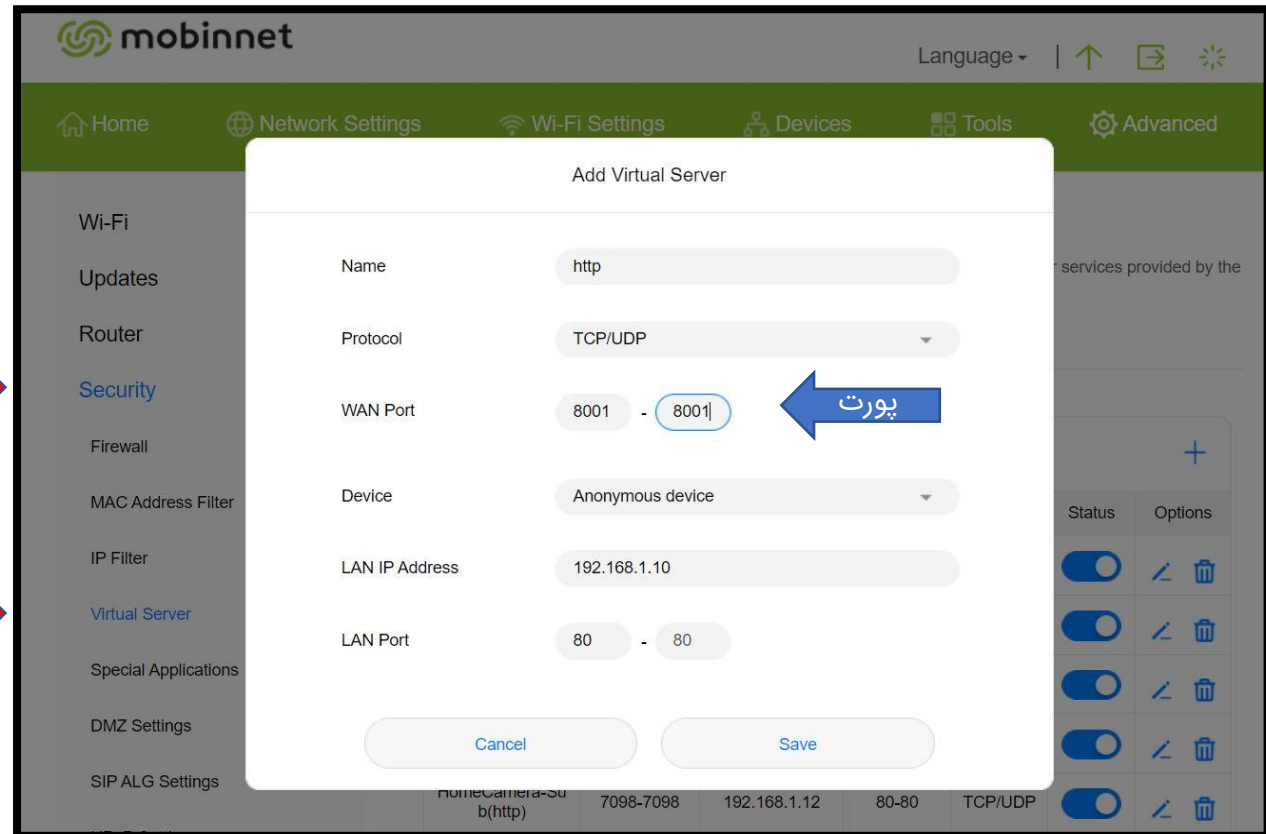 mobinnet
Language
Home Network Settings Wi-Fi Settings Devices Tools Advanced
Add Virtual Server
Wi-Fi
Updates
Router
Security
Firewall
MAC Address Filter
IP Filter
Virtual Server
Special Applications
DMZ Settings
SIP ALG Settings
Name http
services provided by the
Protocol TCP/UDP
WAN Port 8001 - 8001
پورت
Device Anonymous device
LAN IP Address 192.168.1.10
LAN Port 80 - 80
Cancel Save
Status Options
HomeCamera-Su
b(http) 7098-7098 192.168.1.12 80-80 TCP/UDP